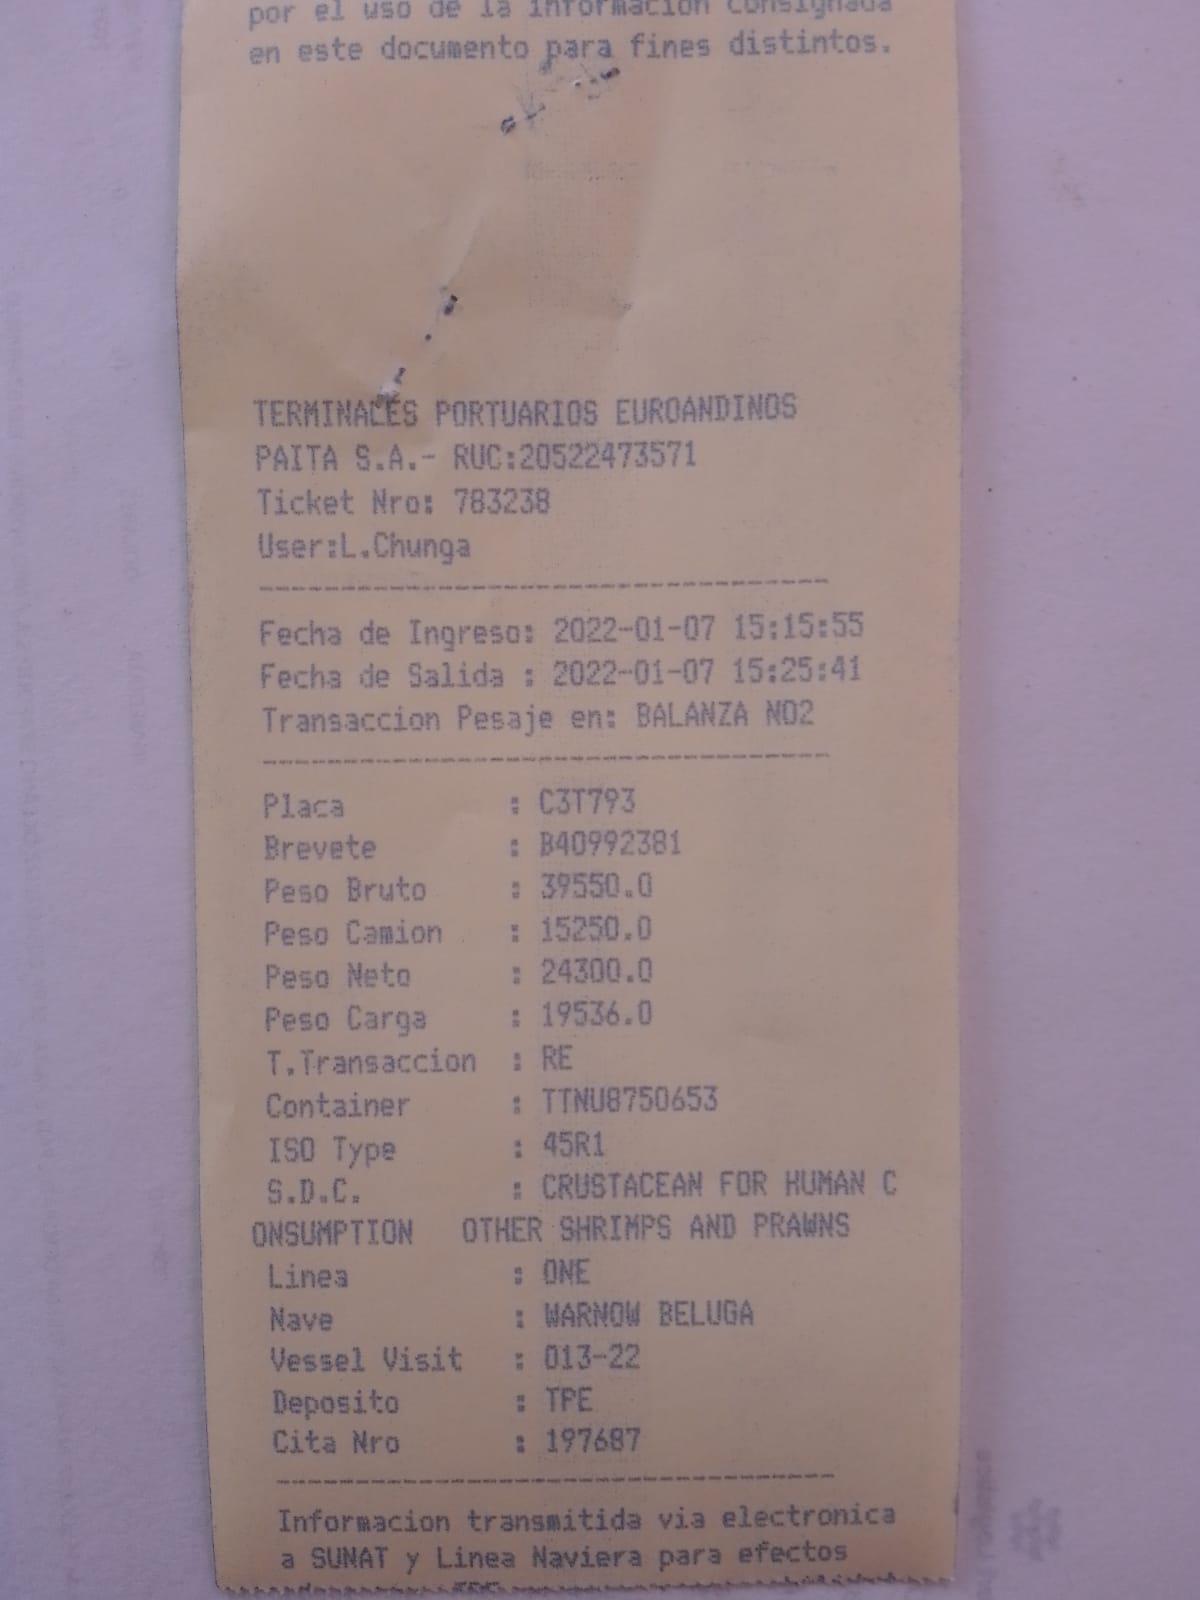 por el uso de la informacion consignada
en este documento para fines distintos.
TERMINALES PORTUARIOS EUROANDINOS
PAITA S.A.- RUC:20522473571
Ticket Nro: 783238
User:L.Chunga
Fecha de Ingreso: 2022-01-07 15:15:55
Fecha de Salida : 2022-01-07 15:25:41
Transaccion Pesaje en: BALANZA NO2
Placa : C3T793
Brevete : B40992381
Peso Bruto : 39550.0
Peso Camion : 15250.0
Peso Neto : 24300.0
Peso Carga : 19536.0
T.Transaccion : RE
Container : TTNU8750653
ISO Type : 45R1
S.D.C. : CRUSTACEAN FOR HUMAN C
ONSUMPTION OTHER SHRIMPS AND PRAWNS
Linea : ONE
Nave : WARNOW BELUGA
Vessel Visit : 013-22
Deposito : TPE
Cita Nro : 197687
Informacion transmitida via electronica
a SUNAT y Linea Naviera para efectos